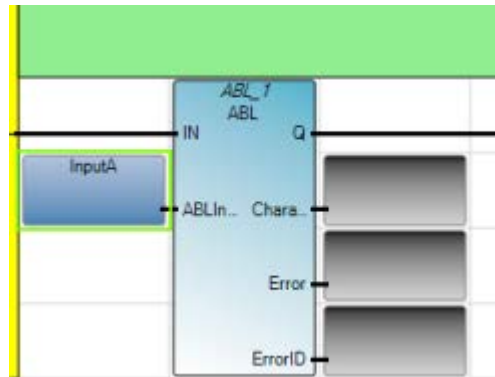 ABL_1
ABL
IN Q
InputA
ABLIn... Chara...
Error
ErrorID